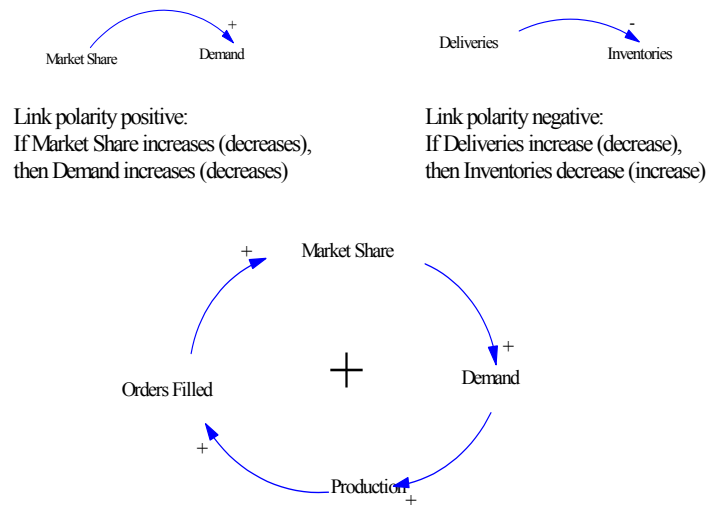 +
Market Share
Demand
-
Deliveries
Inventories
Link polarity positive:
If Market Share increases (decreases),
then Demand increases (decreases)
Link polarity negative:
If Deliveries increase (decrease),
then Inventories decrease (increase)
+
Market Share
+
Demand
+
Orders Filled
+
Production
+